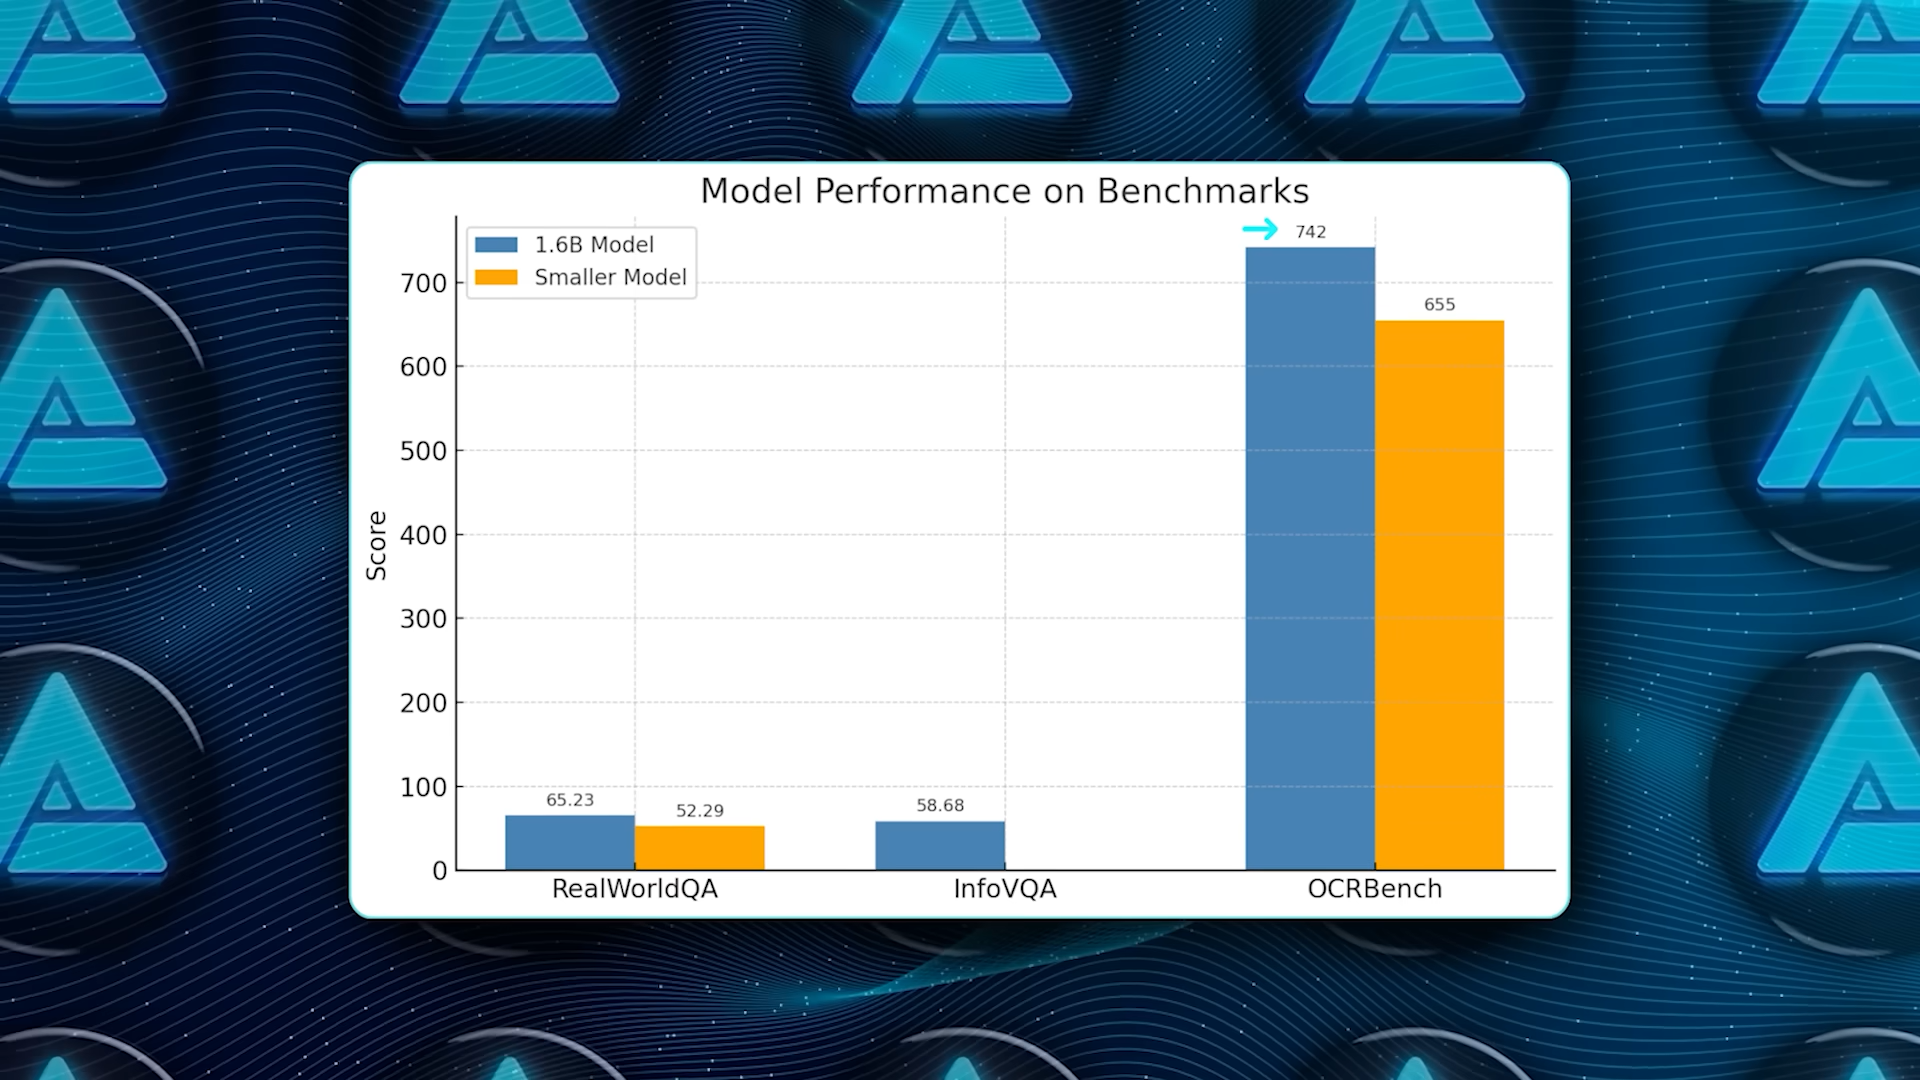 Model Performance on Benchmarks
1.6B Model
Smaller Model
Score
700
600
500
400
300
200
100
0
742
655
65.23
52.29
58.68
RealWorldQA
InfoVQA
OCRBench